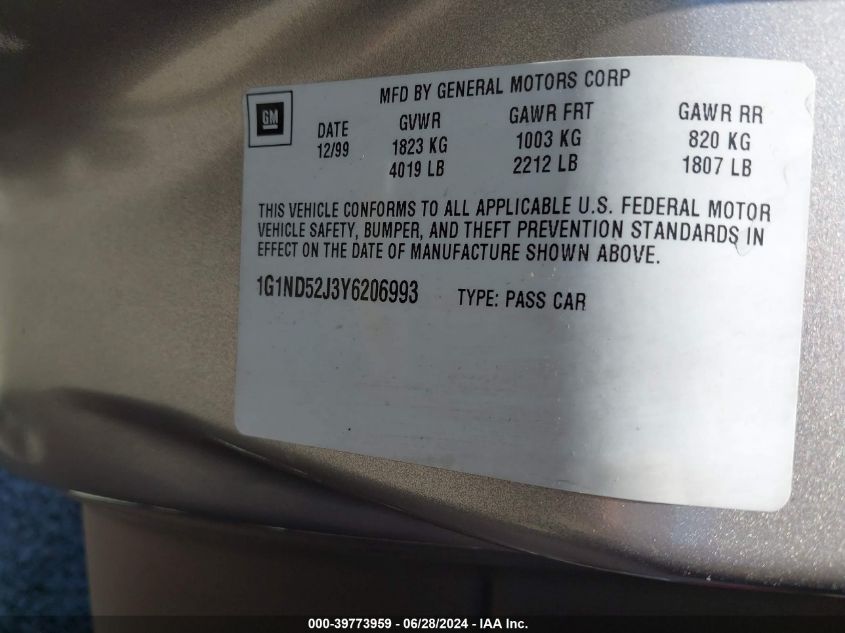 MFD BY GENERAL MOTORS CORP
GM
DATE GVWR GAWR FRT GAWR RR
12/99 1823 KG 1003 KG 820 KG
4019 LB 2212 LB 1807 LB
THIS VEHICLE CONFORMS TO ALL APPLICABLE U.S. FEDERAL MOTOR
VEHICLE SAFETY, BUMPER, AND THEFT PREVENTION STANDARDS IN
EFFECT ON THE DATE OF MANUFACTURE SHOWN ABOVE.
1G1ND52J3Y6206993 TYPE: PASS CAR
000-39773959 - 06/28/2024 - IAA Inc.